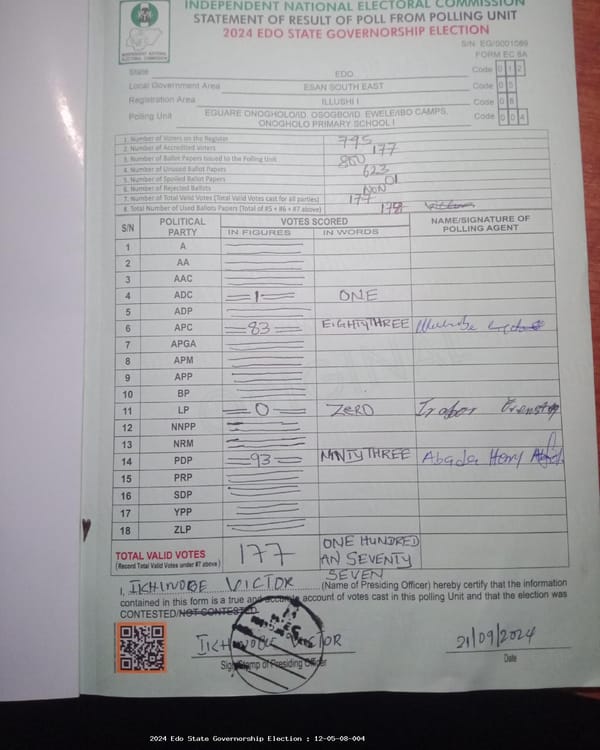 INDEPENDENT NATIONAL ELECTORAL COMMISSION
STATEMENT OF RESULT OF POLL FROM POLLING UNIT
2024 EDO STATE GOVERNORSHIP ELECTION
S/N: EG/0001089
FORM EC 8A
State EDO Code 0 1 2
Local Government Area ESAN SOUTH EAST Code 0 5
Registration Area ILLUSHI I Code 0 8
Polling Unit EGUARE ONOGHOLO/ID. OSOGBO/ID, EWELE/IBO CAMPS, ONOGHOLO PRIMARY SCHOOL I Code 0 0 4
1. Number of Voters on the Register 795
2. Number of Accredited Voters 177
3. Number of Ballot Papers Issued to the Polling Unit 800
4. Number of Unused Ballot Papers 623
5. Number of Spoiled Ballot Papers 01
6. Number of Rejected Ballots NON
7. Number of Total Valid Votes (Total Valid Votes cast for all parties) 177
8. Total Number of Used Ballots Papers (Total of #5 + #6 + #7 above) 178
S/N POLITICAL PARTY VOTES SCORED NAME/SIGNATURE OF POLLING AGENT
IN FIGURES IN WORDS
1 A
2 AA
3 AAC
4 ADC 1 ONE
5 ADP
6 APC 83 EIGHTYTHREE
7 APGA
8 APM
9 APP
10 BP
11 LP 0 ZERO
12 NNPP
13 NRM
14 PDP 93 NINTYTHREE Abada Henry
15 PRP
16 SDP
17 YPP
18 ZLP
TOTAL VALID VOTES 177 ONE HUNDRED AN SEVENTY SEVEN
(Record Total Valid Votes under #7 above)
I, IKHINOBE VICTOR (Name of Presiding Officer) hereby certify that the information
contained in this form is a true and accurate account of votes cast in this polling Unit and that the election was
CONTESTED/NOT CONTESTED.
IKHINOBE VICTOR 21/09/2024
Sign/Stamp of Presiding Officer Date
2024 Edo State Governorship Election : 12-05-08-004